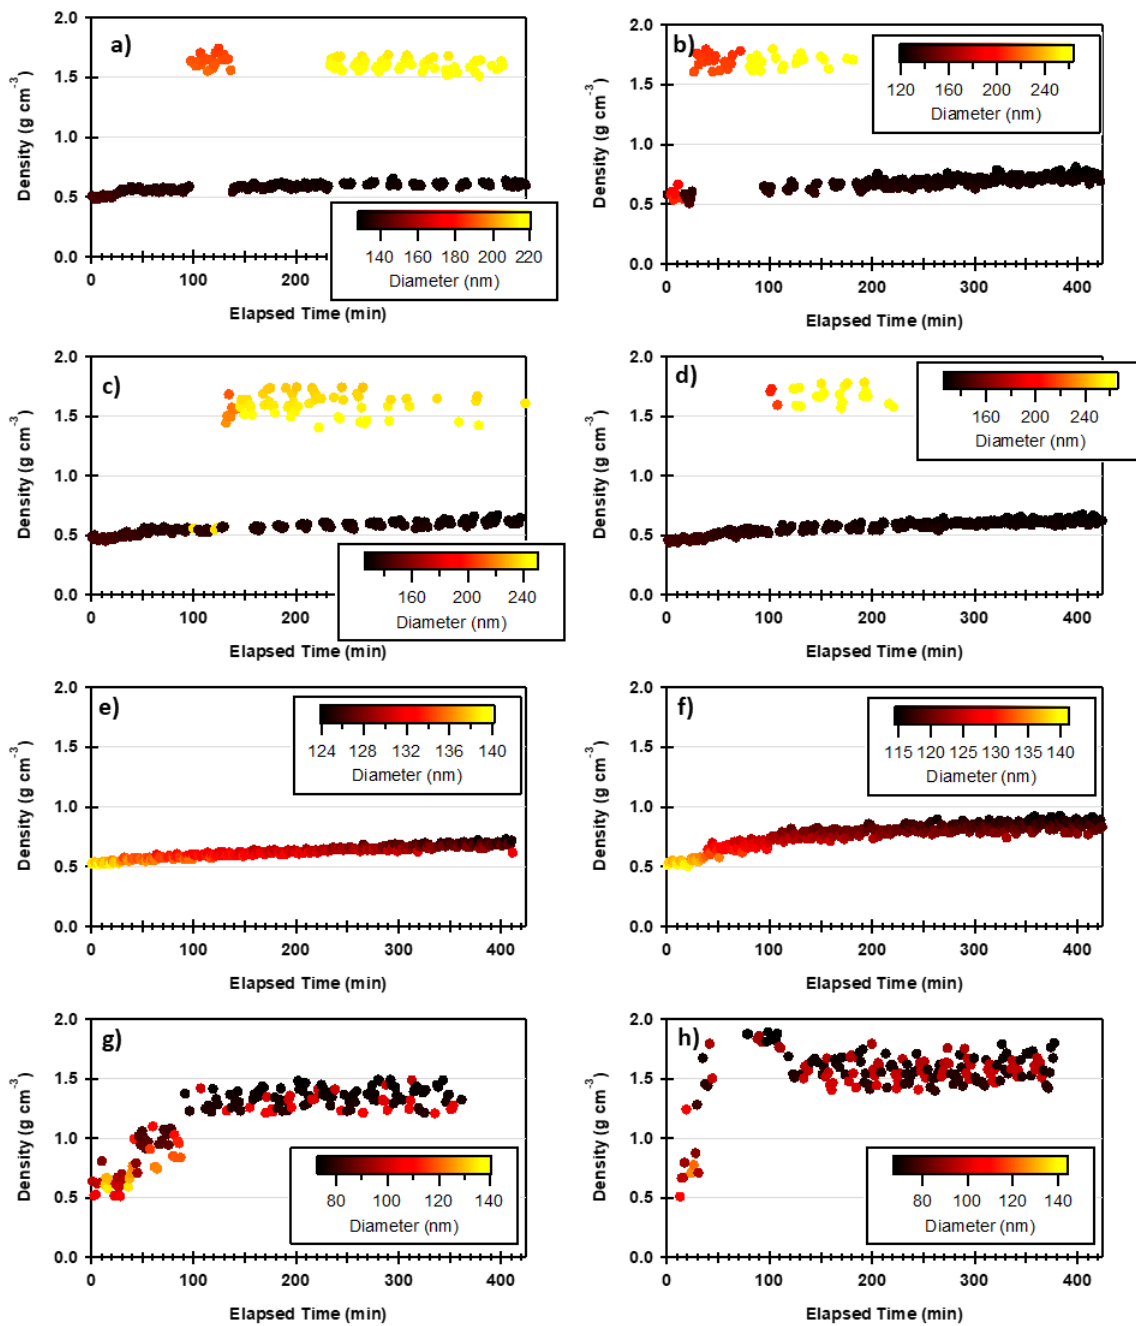 a)
Density (g cm-3)
2.0
1.5
1.0
0.5
0.0
0 100 200
140 160 180 200 220
Diameter (nm)
Elapsed Time (min)
b)
Density (g cm-3)
2.0
1.5
1.0
0.5
0.0
120 160 200 240
Diameter (nm)
0 100 200 300 400
Elapsed Time (min)
c)
Density (g cm-3)
2.0
1.5
1.0
0.5
0.0
0 100 200 300 400
160 200 240
Diameter (nm)
Elapsed Time (min)
d)
Density (g cm-3)
2.0
1.5
1.0
0.5
0.0
160 200 240
Diameter (nm)
0 100 200 300 400
Elapsed Time (min)
e)
Density (g cm-3)
2.0
1.5
1.0
0.5
0.0
124 128 132 136 140
Diameter (nm)
0 100 200 300 400
Elapsed Time (min)
f)
Density (g cm-3)
2.0
1.5
1.0
0.5
0.0
115 120 125 130 135 140
Diameter (nm)
0 100 200 300 400
Elapsed Time (min)
g)
Density (g cm-3)
2.0
1.5
1.0
0.5
0.0
80 100 120 140
Diameter (nm)
0 100 200 300 400
Elapsed Time (min)
h)
Density (g cm-3)
2.0
1.5
1.0
0.5
0.0
80 100 120 140
Diameter (nm)
0 100 200 300 400
Elapsed Time (min)